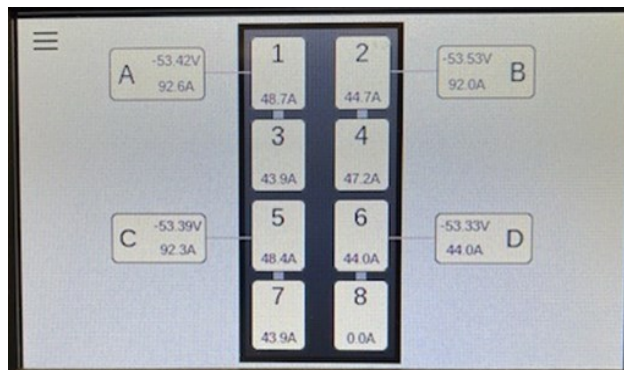 A
-53.42V
92.6A
1
48.7A
2
44.7A
-53.53V
92.0A
B
3
43.9A
4
47.2A
C
-53.39V
92.3A
5
48.4A
6
44.0A
-53.33V
44.0A
D
7
43.9A
8
0.0A